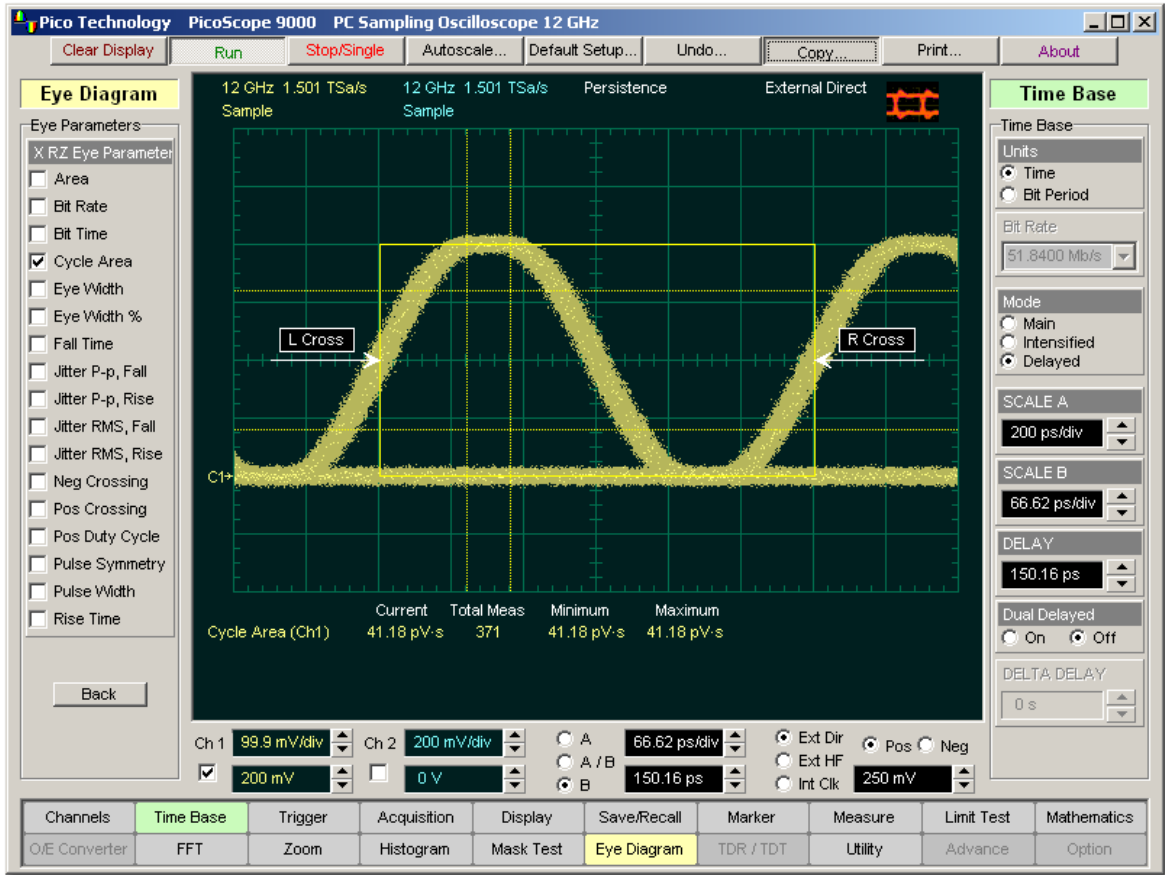 Pico Technology PicoScope 9000 PC Sampling Oscilloscope 12 GHz
Clear Display Run Stop/Single Autoscale... Default Setup... Undo... Copy... Print... About
Eye Diagram
Eye Parameters
X RZ Eye Parameter
Area
Bit Rate
Bit Time
Cycle Area
Eye Width
Eye Width %
Fall Time
Jitter P-p, Fall
Jitter P-p, Rise
Jitter RMS, Fall
Jitter RMS, Rise
Neg Crossing
Pos Crossing
Pos Duty Cycle
Pulse Symmetry
Pulse Width
Rise Time
Back
12 GHz 1.501 TSa/s 12 GHz 1.501 TSa/s Persistence External Direct
Sample Sample
L Cross R Cross
C1
Current Total Meas Minimum Maximum
Cycle Area (Ch1) 41.18 pV·s 371 41.18 pV·s 41.18 pV·s
Time Base
Time Base
Units
Time
Bit Period
Bit Rate
51.8400 Mb/s
Mode
Main
Intensified
Delayed
SCALE A
200 ps/div
SCALE B
66.62 ps/div
DELAY
150.16 ps
Dual Delayed
On Off
DELTA DELAY
0 s
Ch 1 99.9 mV/div Ch 2 200 mV/div A 66.62 ps/div Ext Dir Pos Neg
A / B Ext HF
200 mV 0 V B 150.16 ps Int Clk 250 mV
Channels Time Base Trigger Acquisition Display Save/Recall Marker Measure Limit Test Mathematics
O/E Converter FFT Zoom Histogram Mask Test Eye Diagram TDR / TDT Utility Advance Option